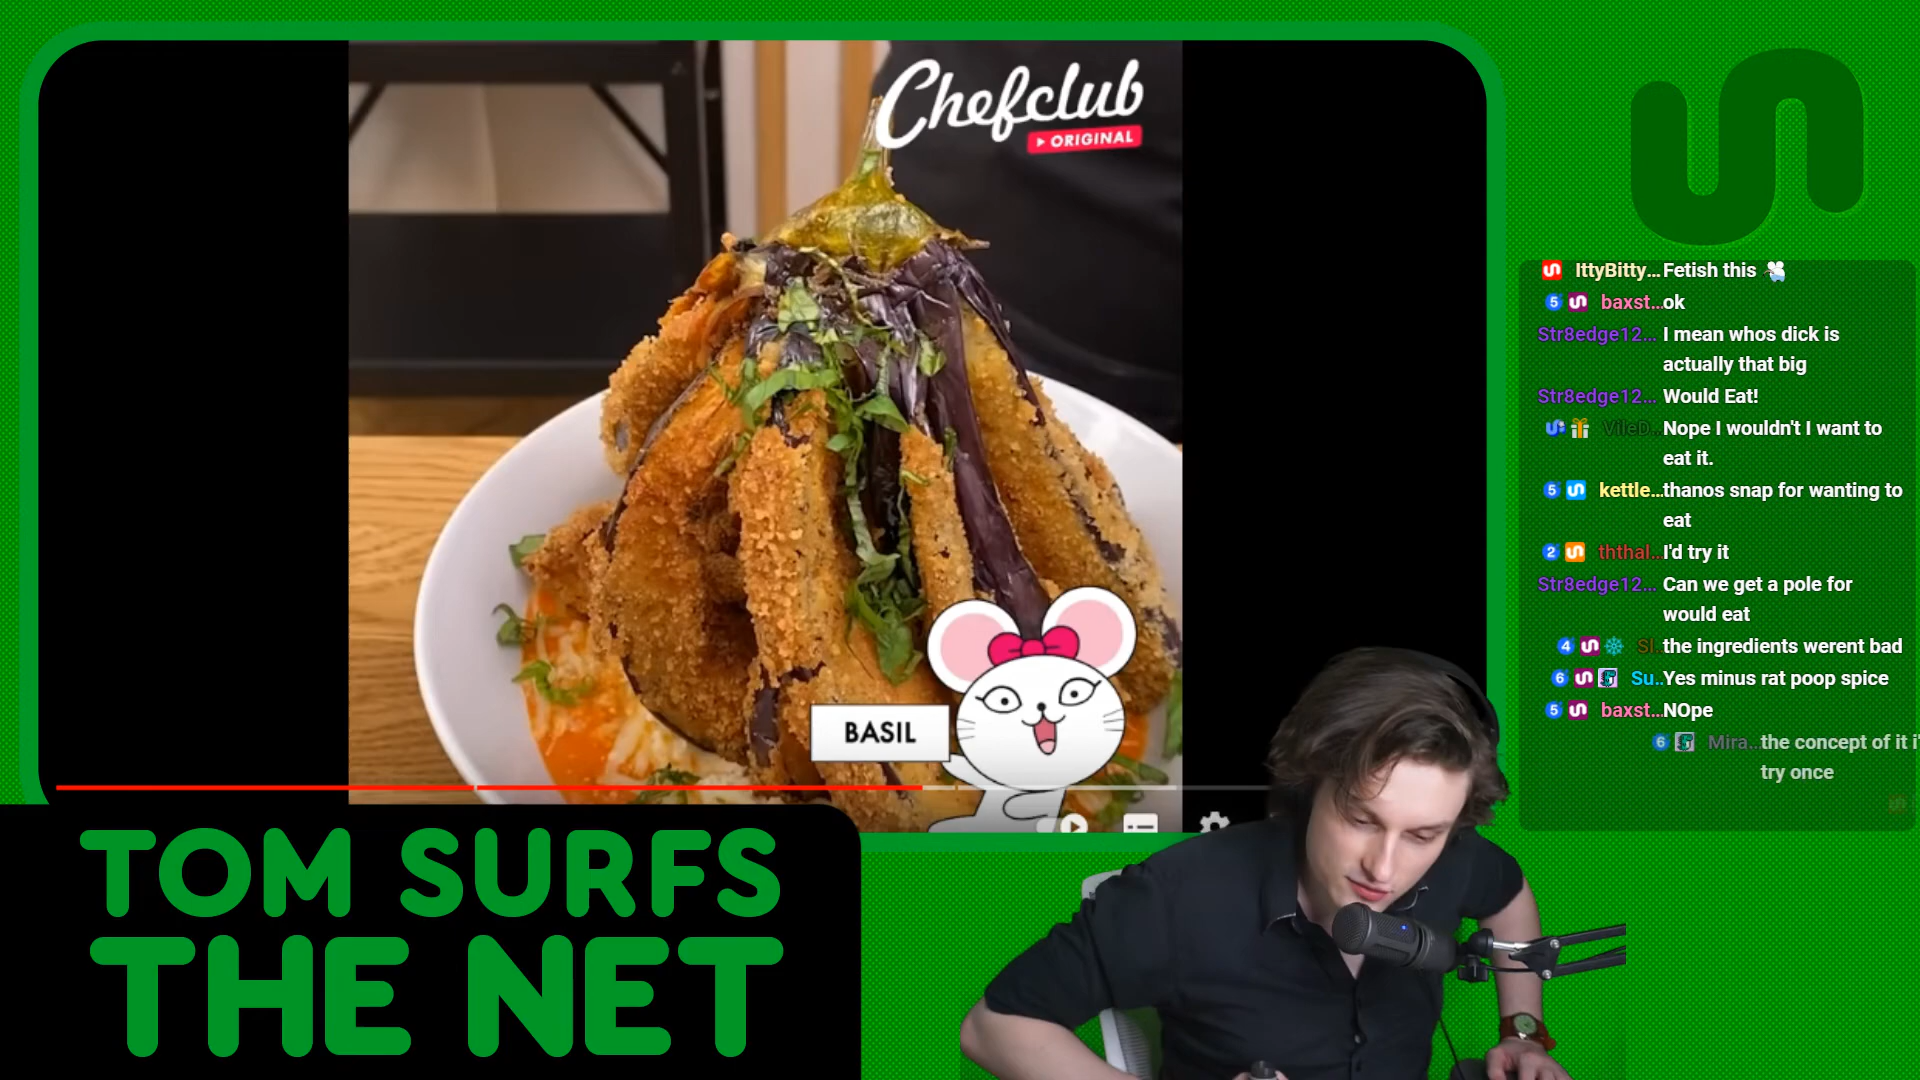 Chefclub
ORIGINAL
BASIL
TOM SURFS
THE NET
IttyBitty... Fetish this
5 baxst... ok
Str8edge12... I mean whos dick is
actually that big
Str8edge12... Would Eat!
VileD... Nope I wouldn't I want to
eat it.
5 kettle... thanos snap for wanting to
eat
2 ththal... I'd try it
Str8edge12... Can we get a pole for
would eat
4 Sl... the ingredients werent bad
6 Su.. Yes minus rat poop spice
5 baxst... NOpe
6 Mira... the concept of it i'
try once